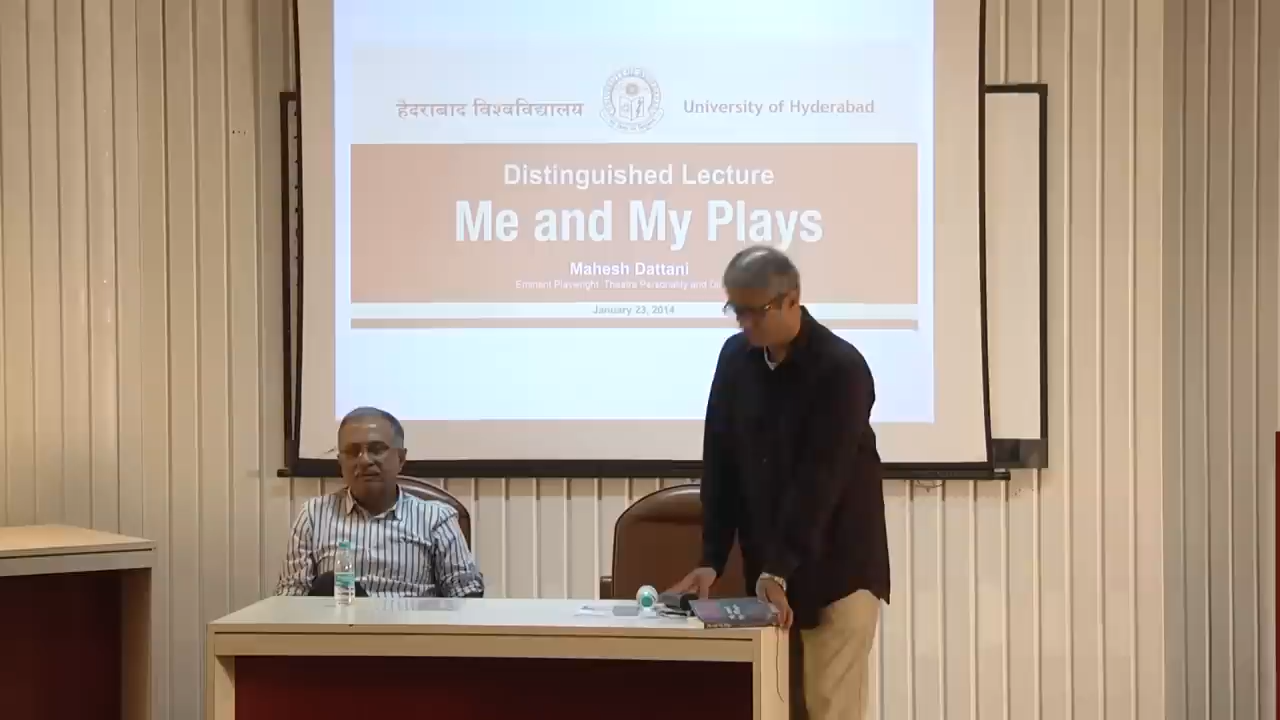 हैदराबाद विश्वविद्यालय University of Hyderabad
Distinguished Lecture
Me and My Plays
Mahesh Dattani
Eminent Playwright, Theatre Personality and
January 23, 2014